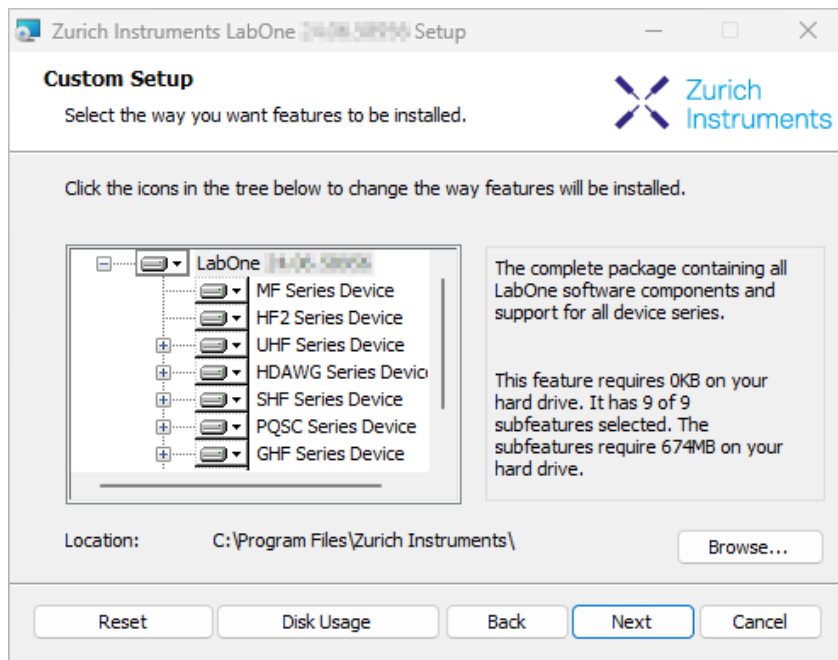 Zurich Instruments LabOne Setup
Custom Setup
Select the way you want features to be installed.
Zurich
Instruments
Click the icons in the tree below to change the way features will be installed.
LabOne
MF Series Device
HF2 Series Device
UHF Series Device
HDAWG Series Devic
SHF Series Device
PQSC Series Device
GHF Series Device
The complete package containing all
LabOne software components and
support for all device series.
This feature requires 0KB on your
hard drive. It has 9 of 9
subfeatures selected. The
subfeatures require 674MB on your
hard drive.
Location: C:\Program Files\Zurich Instruments\
Browse...
Reset Disk Usage Back Next Cancel